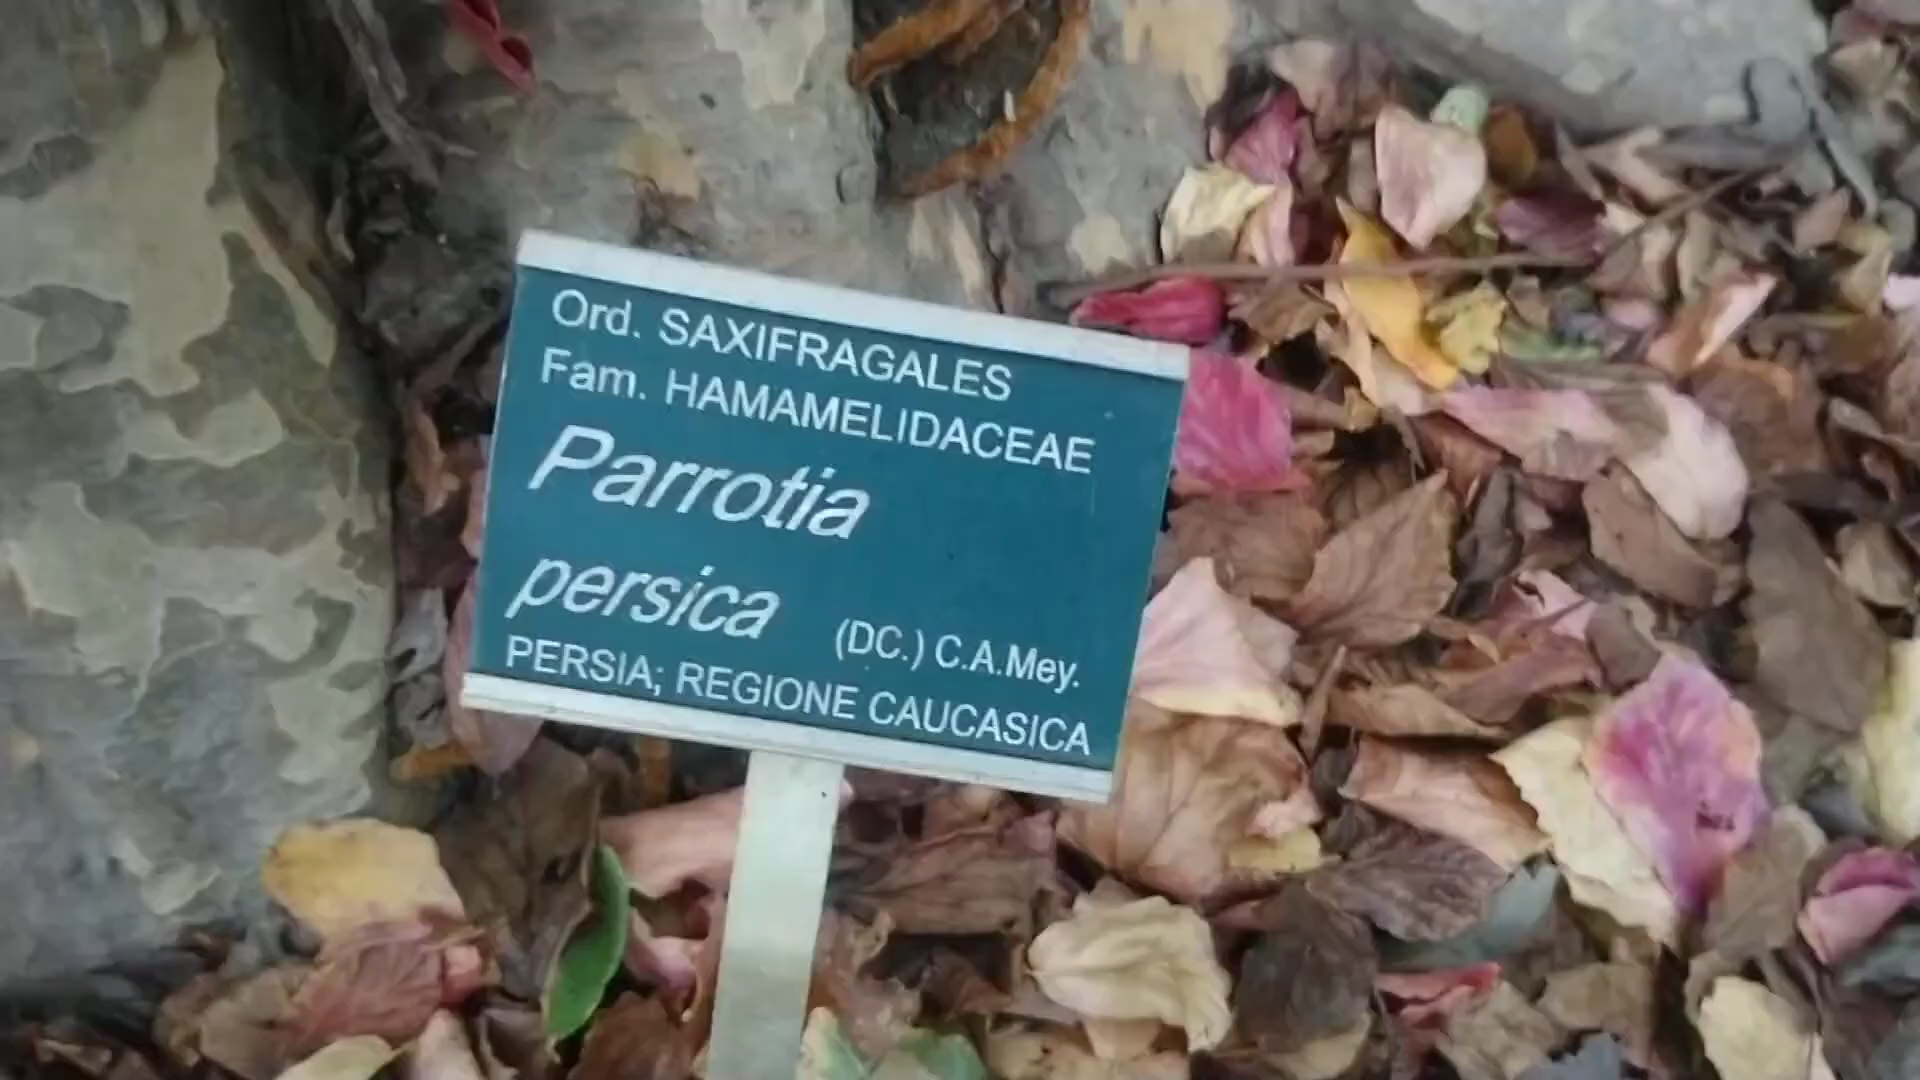 Ord. SAXIFRAGALES
Fam. HAMAMELIDACEAE
Parrotia
persica (DC.) C.A.Mey.
PERSIA; REGIONE CAUCASICA